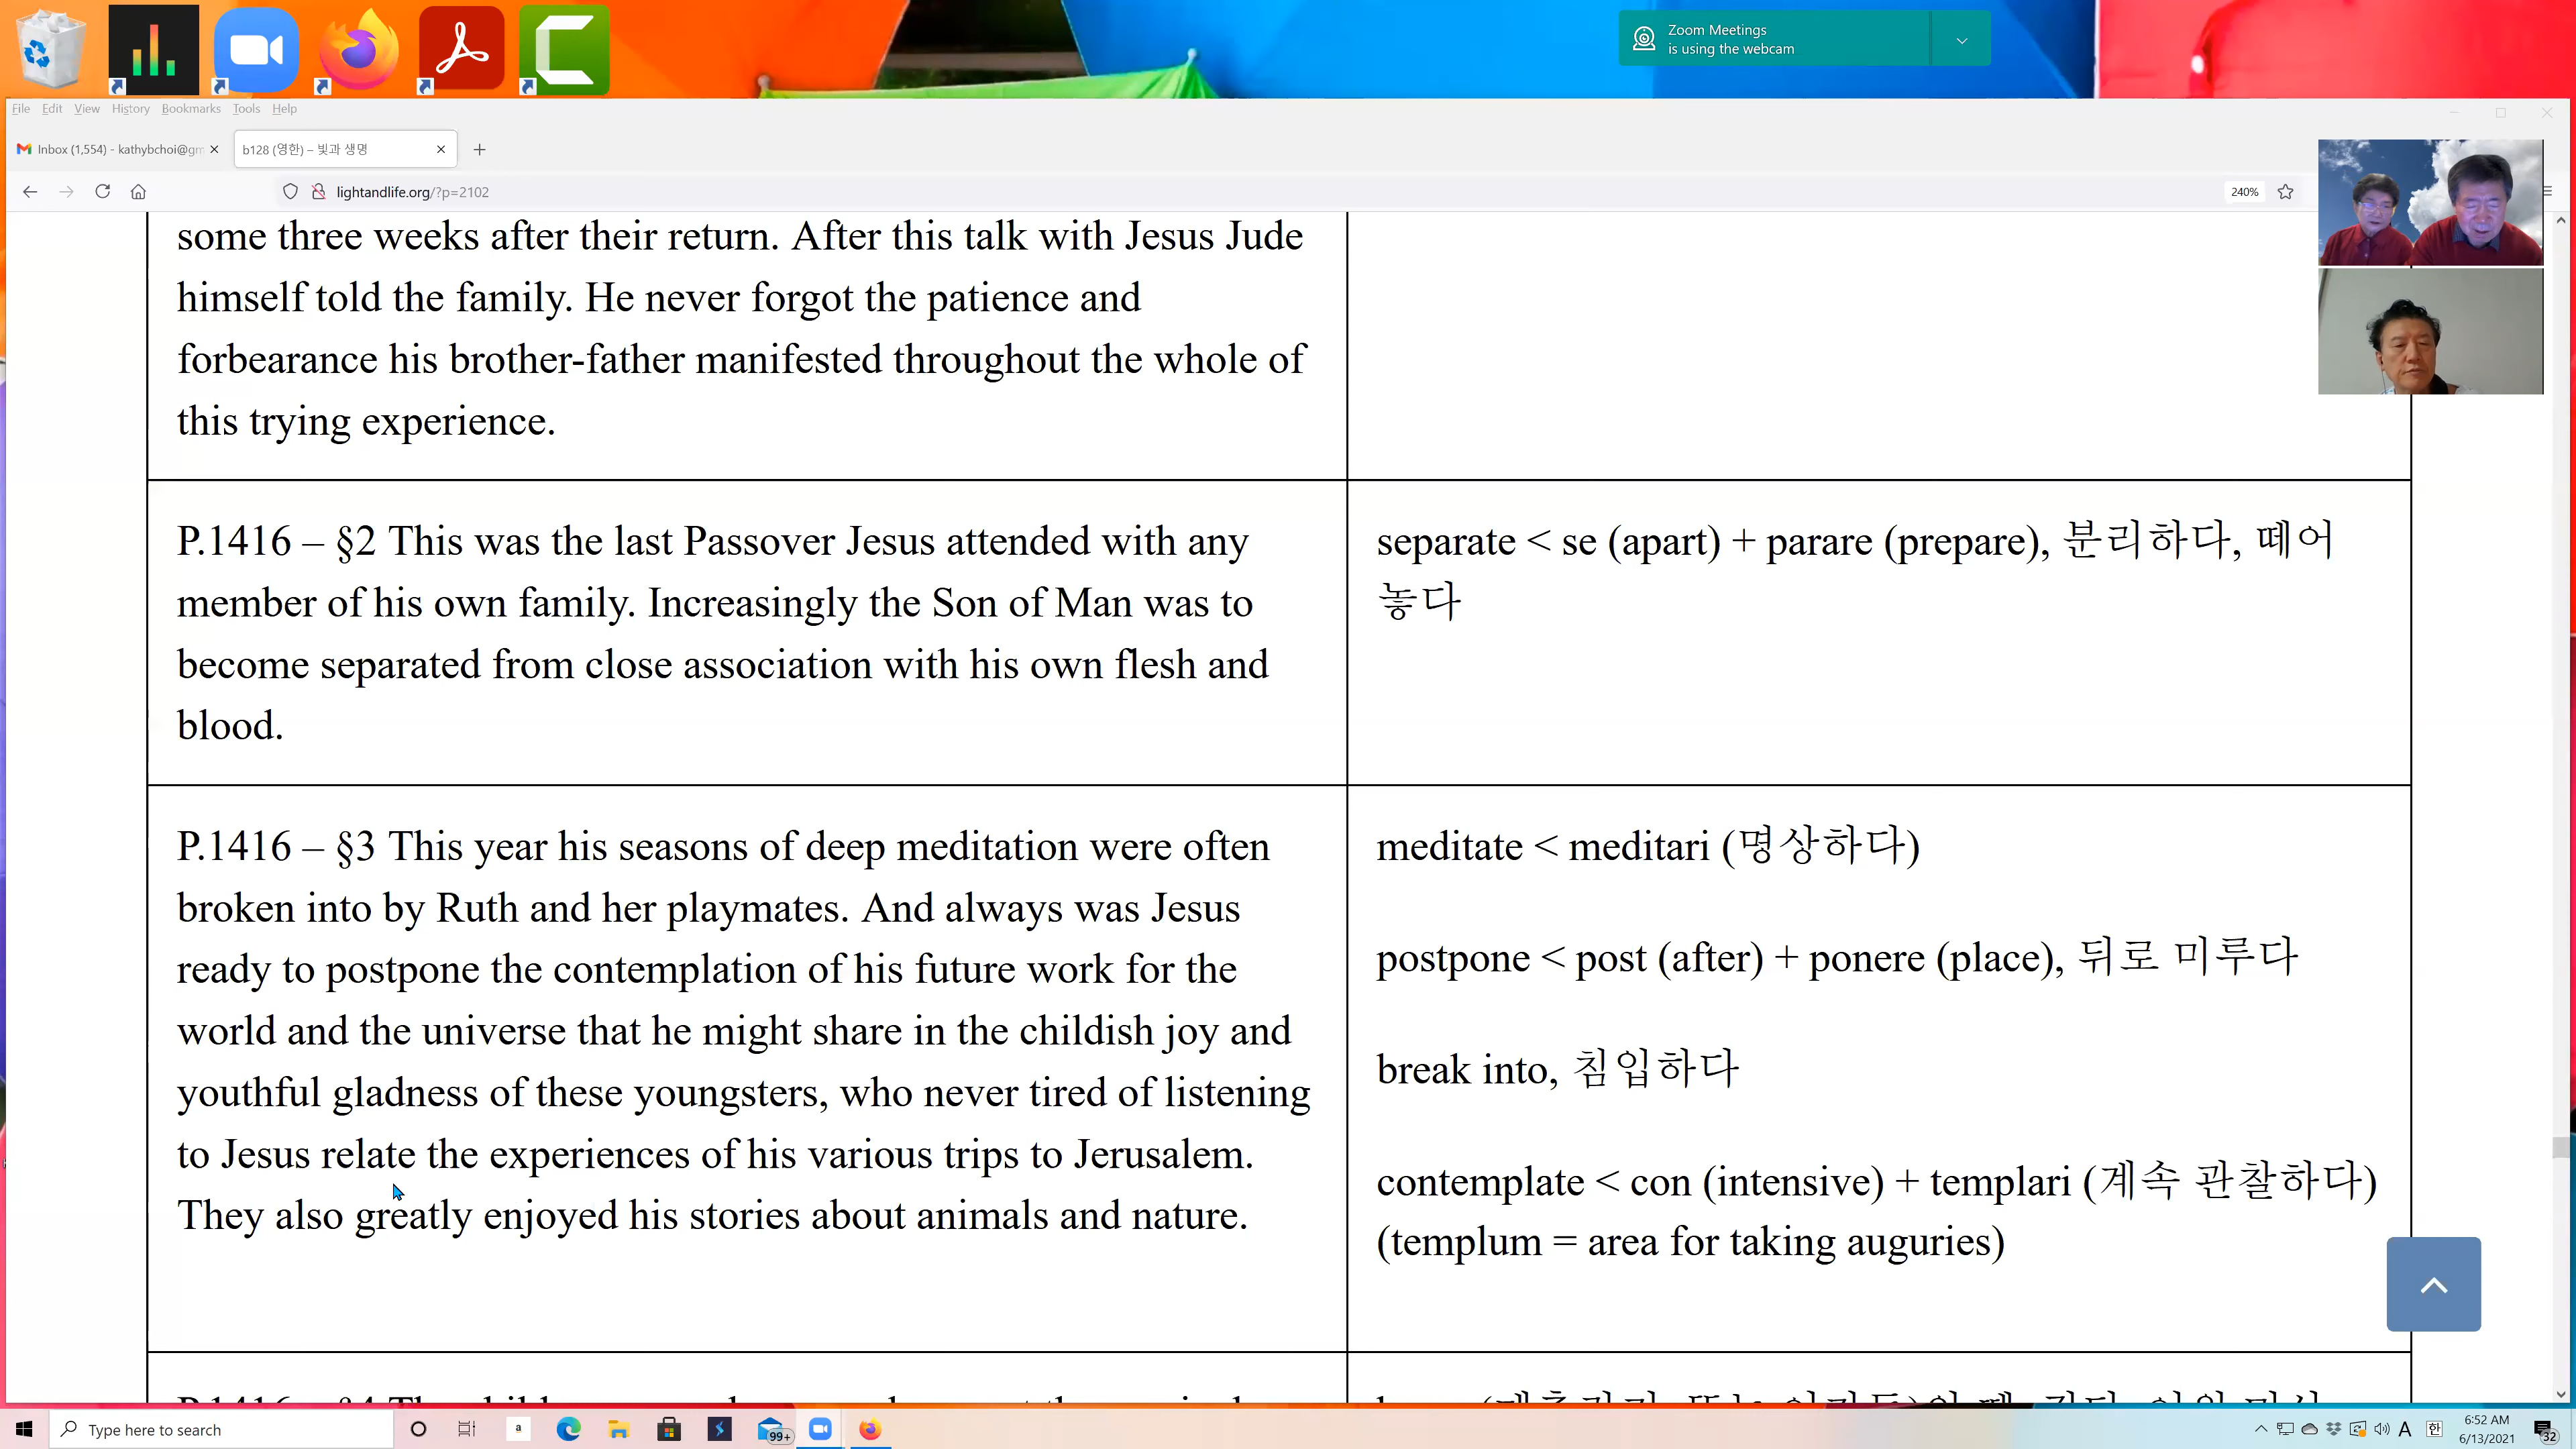 Zoom Meetings
is using the webcam
File Edit View History Bookmarks Tools Help
Inbox (1,554) - kathybchoi@gm
b128 (영한) – 빛과 생명
lightandlife.org/?p=2102
240%
some three weeks after their return. After this talk with Jesus Jude
himself told the family. He never forgot the patience and
forbearance his brother-father manifested throughout the whole of
this trying experience.
P.1416 – §2 This was the last Passover Jesus attended with any
member of his own family. Increasingly the Son of Man was to
become separated from close association with his own flesh and
blood.
separate < se (apart) + parare (prepare), 분리하다, 떼어
놓다
P.1416 – §3 This year his seasons of deep meditation were often
broken into by Ruth and her playmates. And always was Jesus
ready to postpone the contemplation of his future work for the
world and the universe that he might share in the childish joy and
youthful gladness of these youngsters, who never tired of listening
to Jesus relate the experiences of his various trips to Jerusalem.
They also greatly enjoyed his stories about animals and nature.
meditate < meditari (명상하다)
postpone < post (after) + ponere (place), 뒤로 미루다
break into, 침입하다
contemplate < con (intensive) + templari (계속 관찰하다)
(templum = area for taking auguries)
Type here to search
a
99+
A
한
6:52 AM
6/13/2021
32